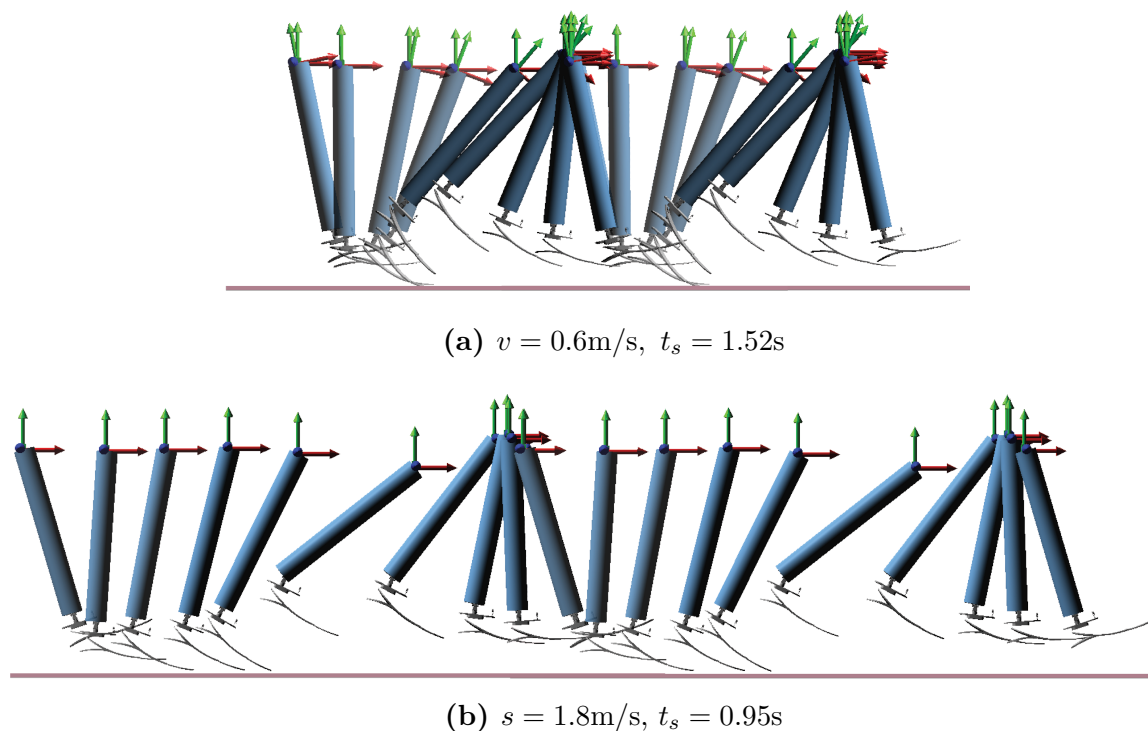 (a) v = 0.6m/s, t_s = 1.52s
(b) s = 1.8m/s, t_s = 0.95s